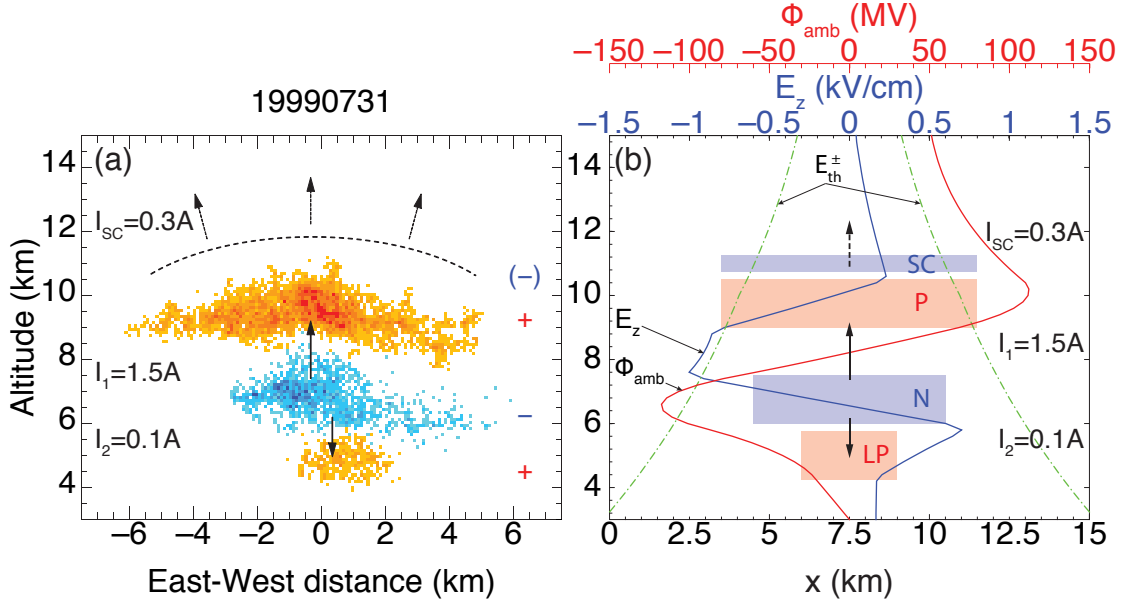 Φamb (MV)
−150 −100 −50 0 50 100 150
Ez (kV/cm)
−1.5 −1 −0.5 0 0.5 1 1.5
19990731
(a)
14
12
10
8
6
4
Altitude (km)
ISC=0.3A
I1=1.5A
I2=0.1A
(−)
+
−
+
−6 −4 −2 0 2 4 6
East-West distance (km)
(b)
14
12
10
8
6
4
Eth±
ISC=0.3A
SC
P
Ez
I1=1.5A
Φamb
N
I2=0.1A
LP
0 2.5 5 7.5 10 12.5 15
x (km)